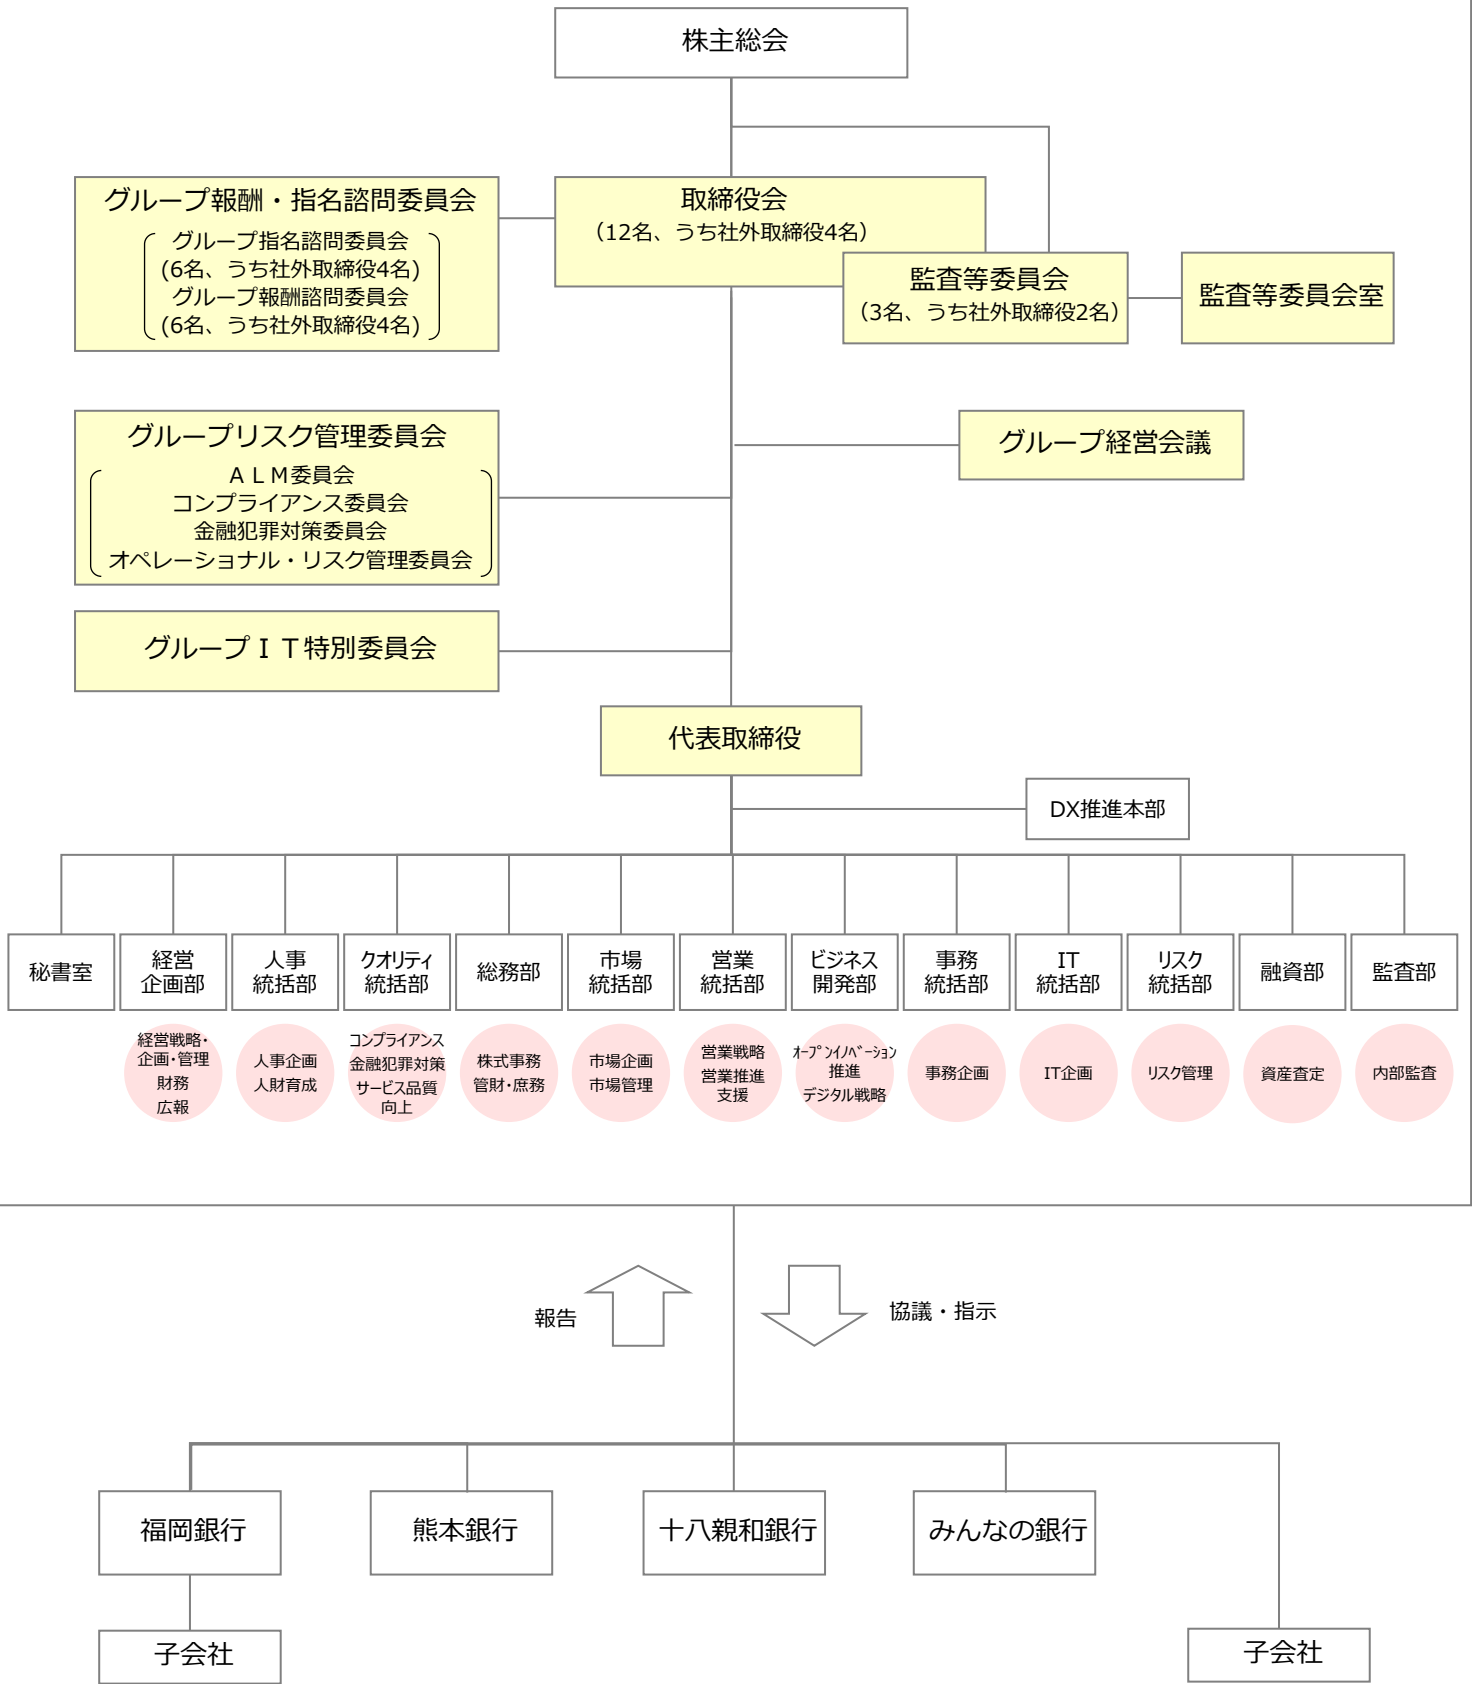 株主総会
グループ報酬・指名諮問委員会
グループ指名諮問委員会
(6名、うち社外取締役4名)
グループ報酬諮問委員会
(6名、うち社外取締役4名)
取締役会
（12名、うち社外取締役4名）
監査等委員会
（3名、うち社外取締役2名）
監査等委員会室
グループリスク管理委員会
ＡＬＭ委員会
コンプライアンス委員会
金融犯罪対策委員会
オペレーショナル・リスク管理委員会
グループ経営会議
グループＩＴ特別委員会
代表取締役
DX推進本部
秘書室
経営
企画部
人事
統括部
クオリティ
統括部
総務部
市場
統括部
営業
統括部
ビジネス
開発部
事務
統括部
IT
統括部
リスク
統括部
融資部
監査部
経営戦略・
企画・管理
財務
広報
人事企画
人財育成
コンプライアンス
金融犯罪対策
サービス品質
向上
株式事務
管財・庶務
市場企画
市場管理
営業戦略
営業推進
支援
ｵｰﾌﾟﾝｲﾉﾍﾞｰｼｮﾝ
推進
デジタル戦略
事務企画
IT企画
リスク管理
資産査定
内部監査
報告
協議・指示
福岡銀行
熊本銀行
十八親和銀行
みんなの銀行
子会社
子会社